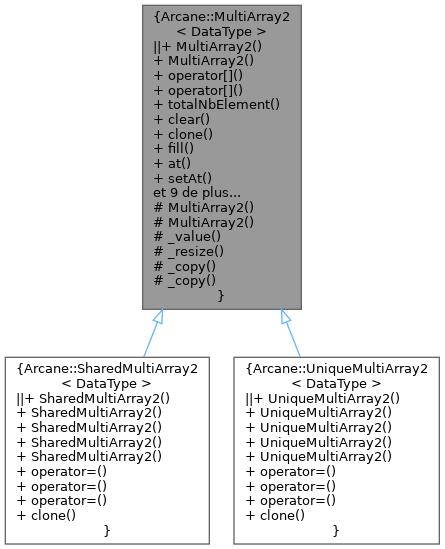 {Arcane::MultiArray2
< DataType >
||+ MultiArray2()
+ MultiArray2()
+ operator[]()
+ operator[]()
+ totalNbElement()
+ clear()
+ clone()
+ fill()
+ at()
+ setAt()
et 9 de plus...
# MultiArray2()
# MultiArray2()
# _value()
# _resize()
# _copy()
# _copy()
}
{Arcane::SharedMultiArray2
< DataType >
||+ SharedMultiArray2()
+ SharedMultiArray2()
+ SharedMultiArray2()
+ SharedMultiArray2()
+ SharedMultiArray2()
+ operator=()
+ operator=()
+ operator=()
+ clone()
}
{Arcane::UniqueMultiArray2
< DataType >
||+ UniqueMultiArray2()
+ UniqueMultiArray2()
+ UniqueMultiArray2()
+ UniqueMultiArray2()
+ UniqueMultiArray2()
+ operator=()
+ operator=()
+ operator=()
+ clone()
}